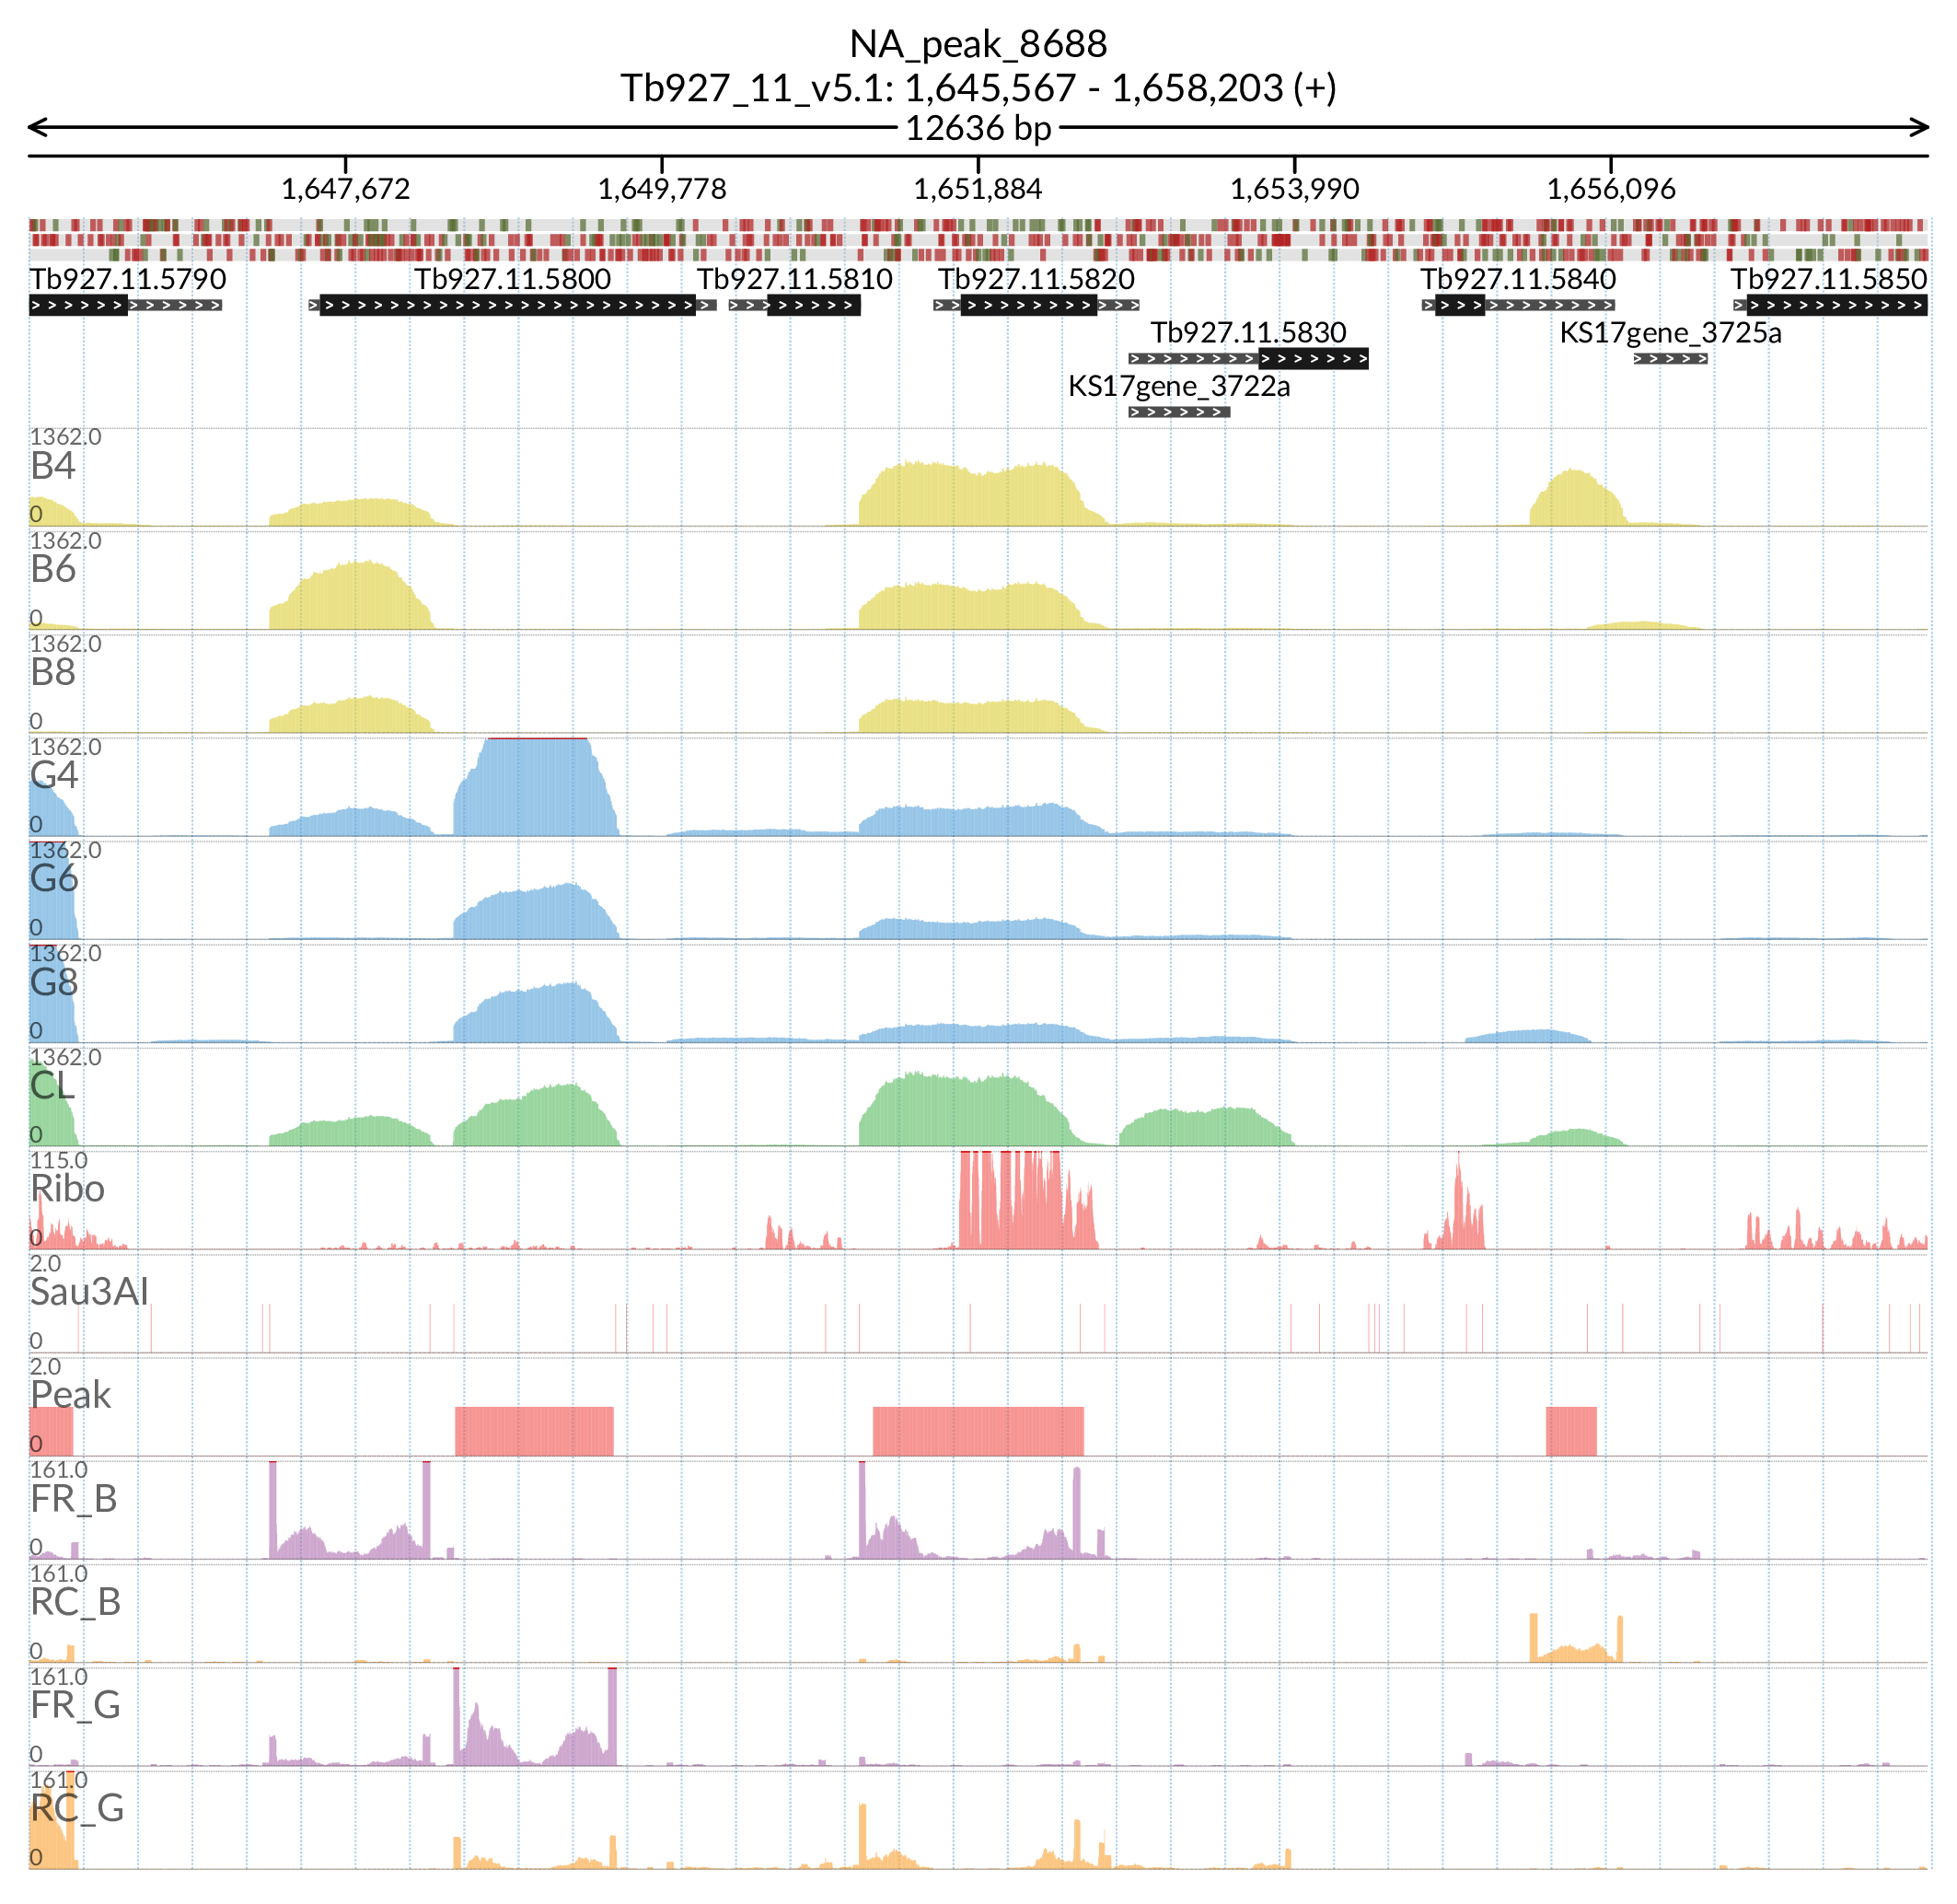 NA_peak_8688
Tb927_11_v5.1: 1,645,567 - 1,658,203 (+)
12636 bp
1,647,672 1,649,778 1,651,884 1,653,990 1,656,096
Tb927.11.5790 Tb927.11.5800 Tb927.11.5810 Tb927.11.5820 Tb927.11.5840 Tb927.11.5850
Tb927.11.5830 KS17gene_3725a
KS17gene_3722a
1362.0
B4
0
1362.0
B6
0
1362.0
B8
0
1362.0
G4
0
1362.0
G6
0
1362.0
G8
0
1362.0
CL
0
115.0
Ribo
0
2.0
Sau3AI
0
2.0
Peak
0
161.0
FR_B
0
161.0
RC_B
0
161.0
FR_G
0
161.0
RC_G
0